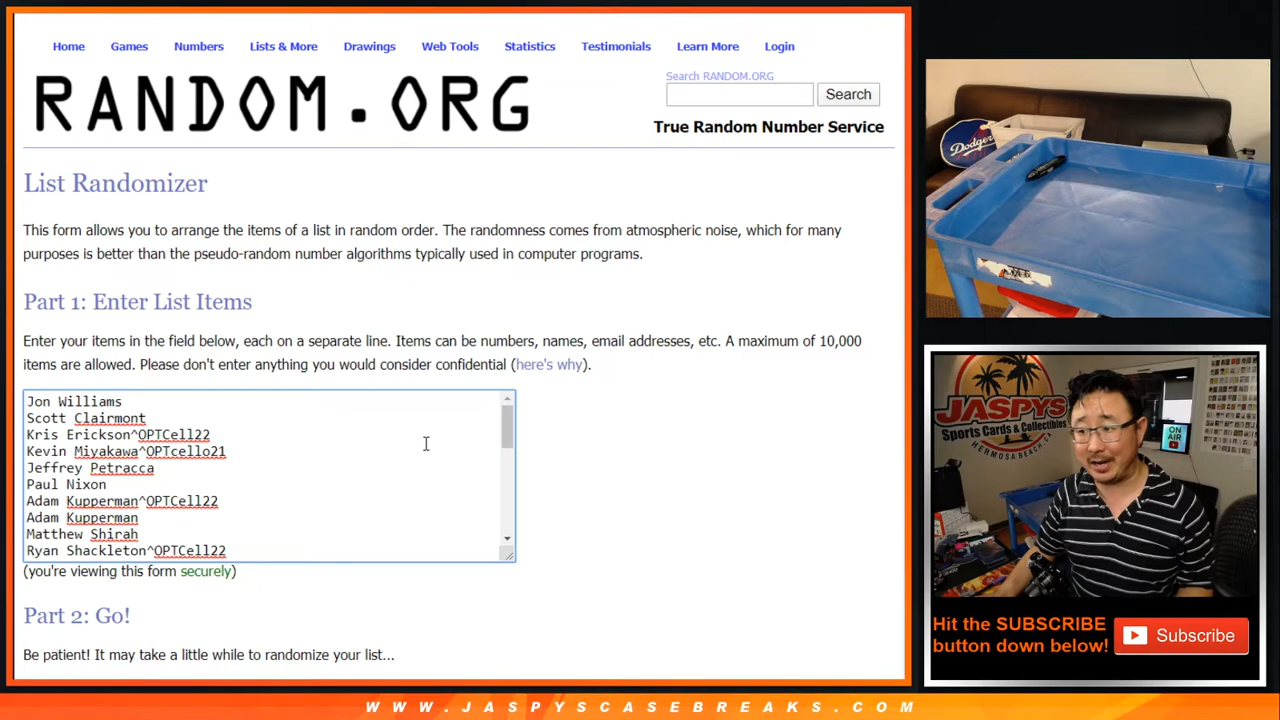 Home Games Numbers Lists & More Drawings Web Tools Statistics Testimonials Learn More Login
RANDOM.ORG
Search RANDOM.ORG
Search
True Random Number Service
List Randomizer
This form allows you to arrange the items of a list in random order. The randomness comes from atmospheric noise, which for many
purposes is better than the pseudo-random number algorithms typically used in computer programs.
Part 1: Enter List Items
Enter your items in the field below, each on a separate line. Items can be numbers, names, email addresses, etc. A maximum of 10,000
items are allowed. Please don't enter anything you would consider confidential (here's why).
Jon Williams
Scott Clairmont
Kris Erickson^OPTCell22
Kevin Miyakawa^OPTcello21
Jeffrey Petracca
Paul Nixon
Adam Kupperman^OPTCell22
Adam Kupperman
Matthew Shirah
Ryan Shackleton^OPTCell22
(you're viewing this form securely)
Part 2: Go!
Be patient! It may take a little while to randomize your list...
Dodgers
JASPYS
Sports Cards & Collectibles
HERMOSA BEACH, CA
ON
AIR
Hit the SUBSCRIBE
button down below!
Subscribe
WWW.JASPYSCASEBREAKS.COM